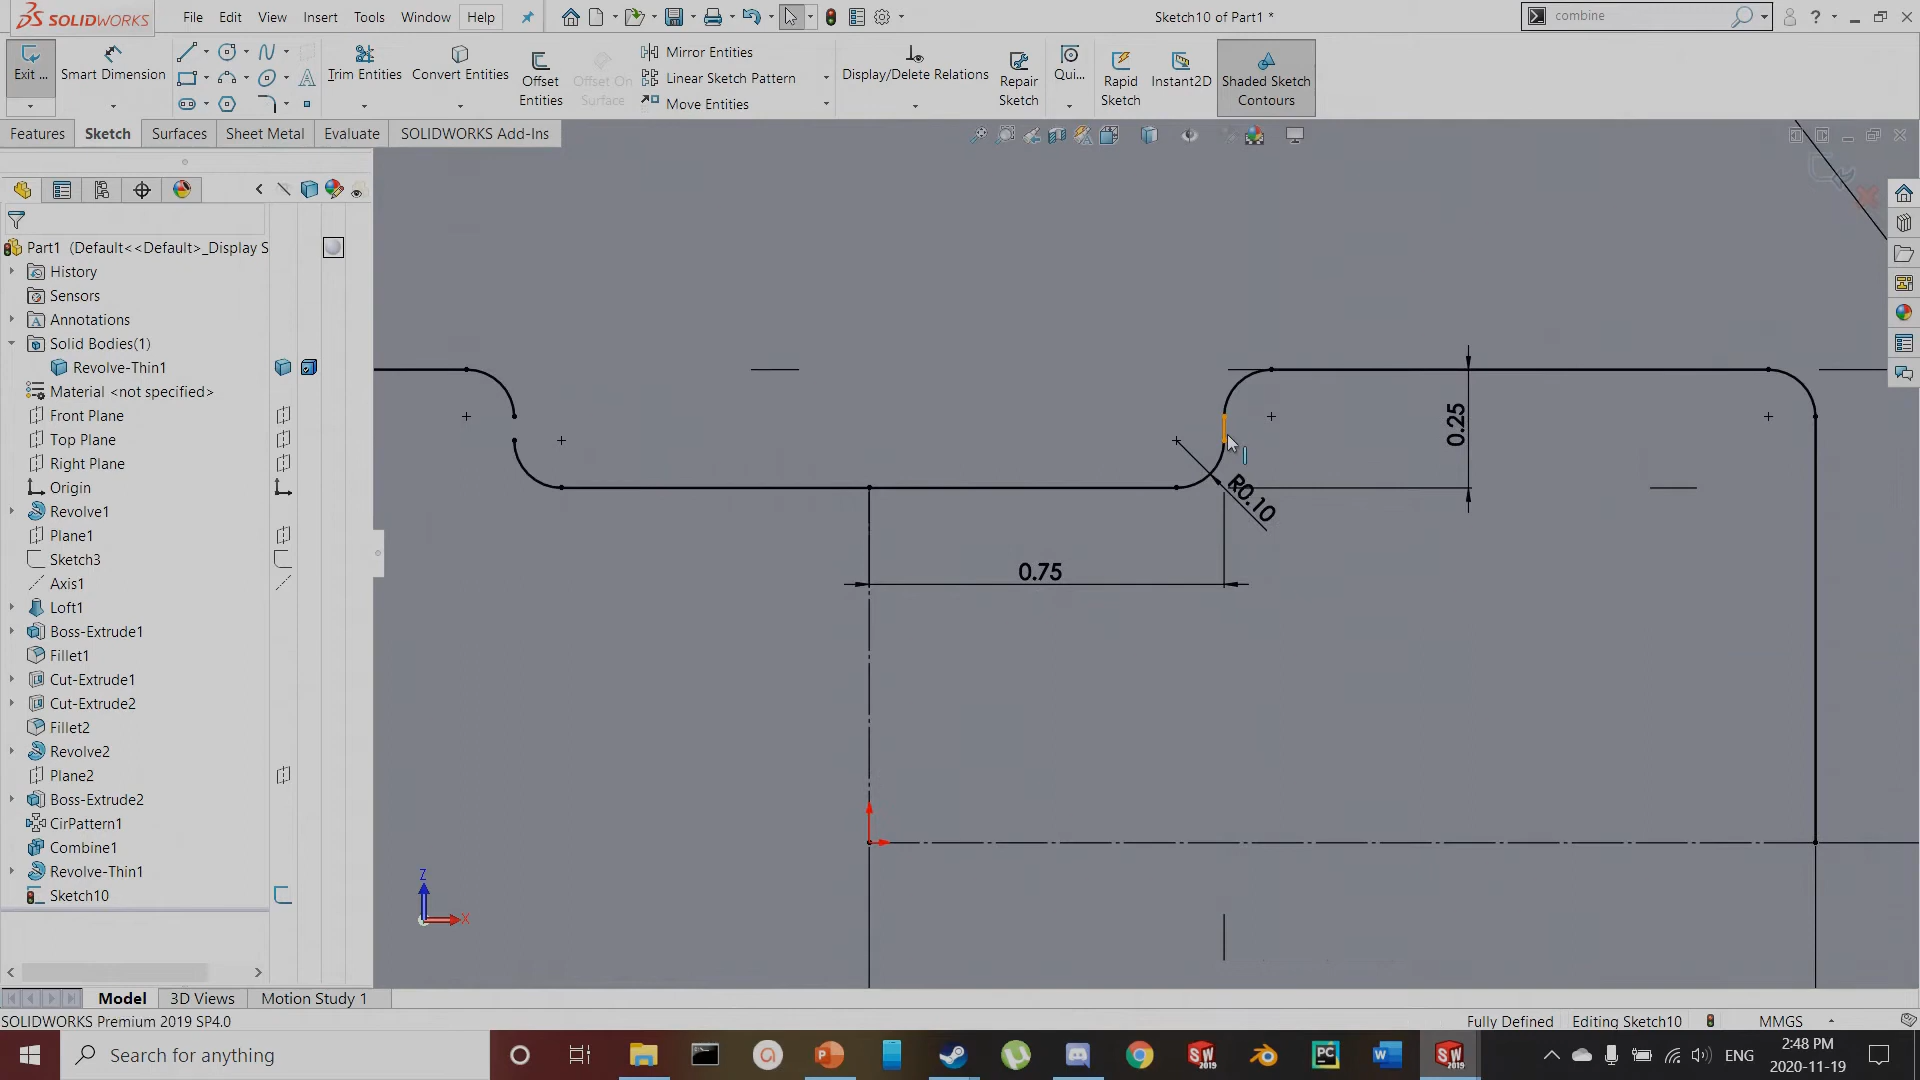 SOLIDWORKS
File
Edit
View
Insert
Tools
Window
Help
Sketch10 of Part1 *
combine
Exit ...
Smart Dimension
Trim Entities
Convert Entities
Offset
Entities
Offset On
Surface
Mirror Entities
Linear Sketch Pattern
Move Entities
Display/Delete Relations
Repair
Sketch
Qui...
Rapid
Sketch
Instant2D
Shaded Sketch
Contours
Features
Sketch
Surfaces
Sheet Metal
Evaluate
SOLIDWORKS Add-Ins
Part1 (Default<<Default>_Display S
History
Sensors
Annotations
Solid Bodies(1)
Revolve-Thin1
Material <not specified>
Front Plane
Top Plane
Right Plane
Origin
Revolve1
Plane1
Sketch3
Axis1
Loft1
Boss-Extrude1
Fillet1
Cut-Extrude1
Cut-Extrude2
Fillet2
Revolve2
Plane2
Boss-Extrude2
CirPattern1
Combine1
Revolve-Thin1
Sketch10
0.25
R0.10
0.75
Z
X
Model
3D Views
Motion Study 1
SOLIDWORKS Premium 2019 SP4.0
Fully Defined
Editing Sketch10
MMGS
Search for anything
SW
2019
PC
W
SW
2019
ENG
2:48 PM
2020-11-19